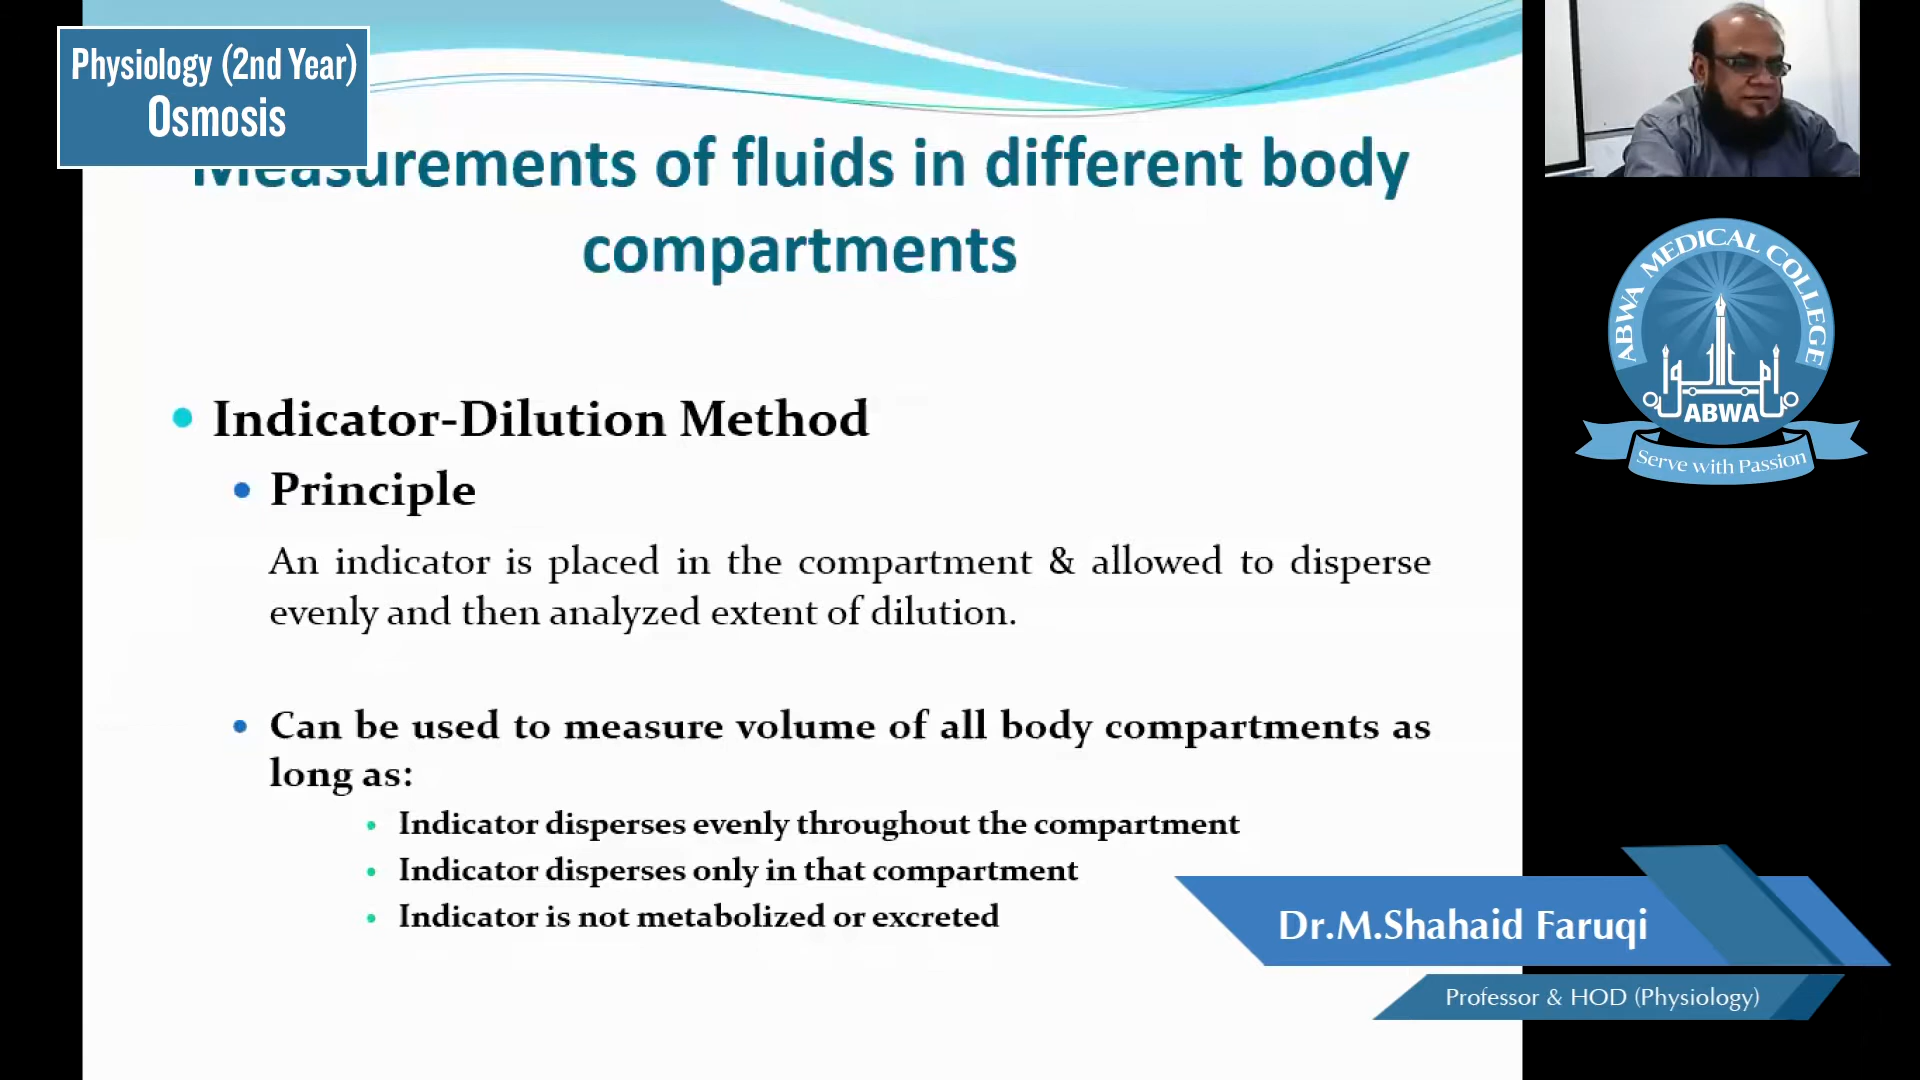 Physiology (2nd Year)
Osmosis
Measurements of fluids in different body
compartments
• Indicator-Dilution Method
• Principle
An indicator is placed in the compartment & allowed to disperse
evenly and then analyzed extent of dilution.
• Can be used to measure volume of all body compartments as
long as:
• Indicator disperses evenly throughout the compartment
• Indicator disperses only in that compartment
• Indicator is not metabolized or excreted
ABWA MEDICAL COLLEGE
ABWA
Serve with Passion
Dr.M.Shahaid Faruqi
Professor & HOD (Physiology)